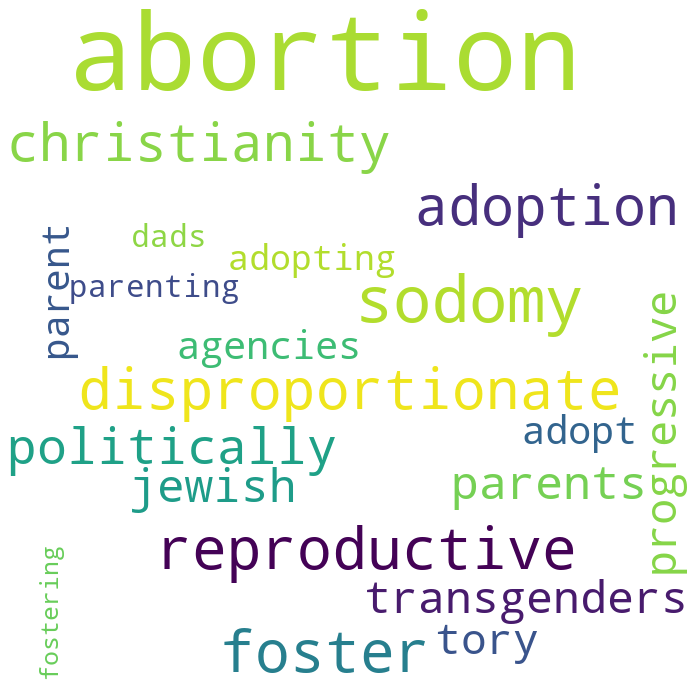 abortion
christianity
adoption
parent
dads
adopting
parenting
sodomy
progressive
agencies
disproportionate
adopt
politically
jewish
parents
reproductive
fostering
transgenders
foster
tory